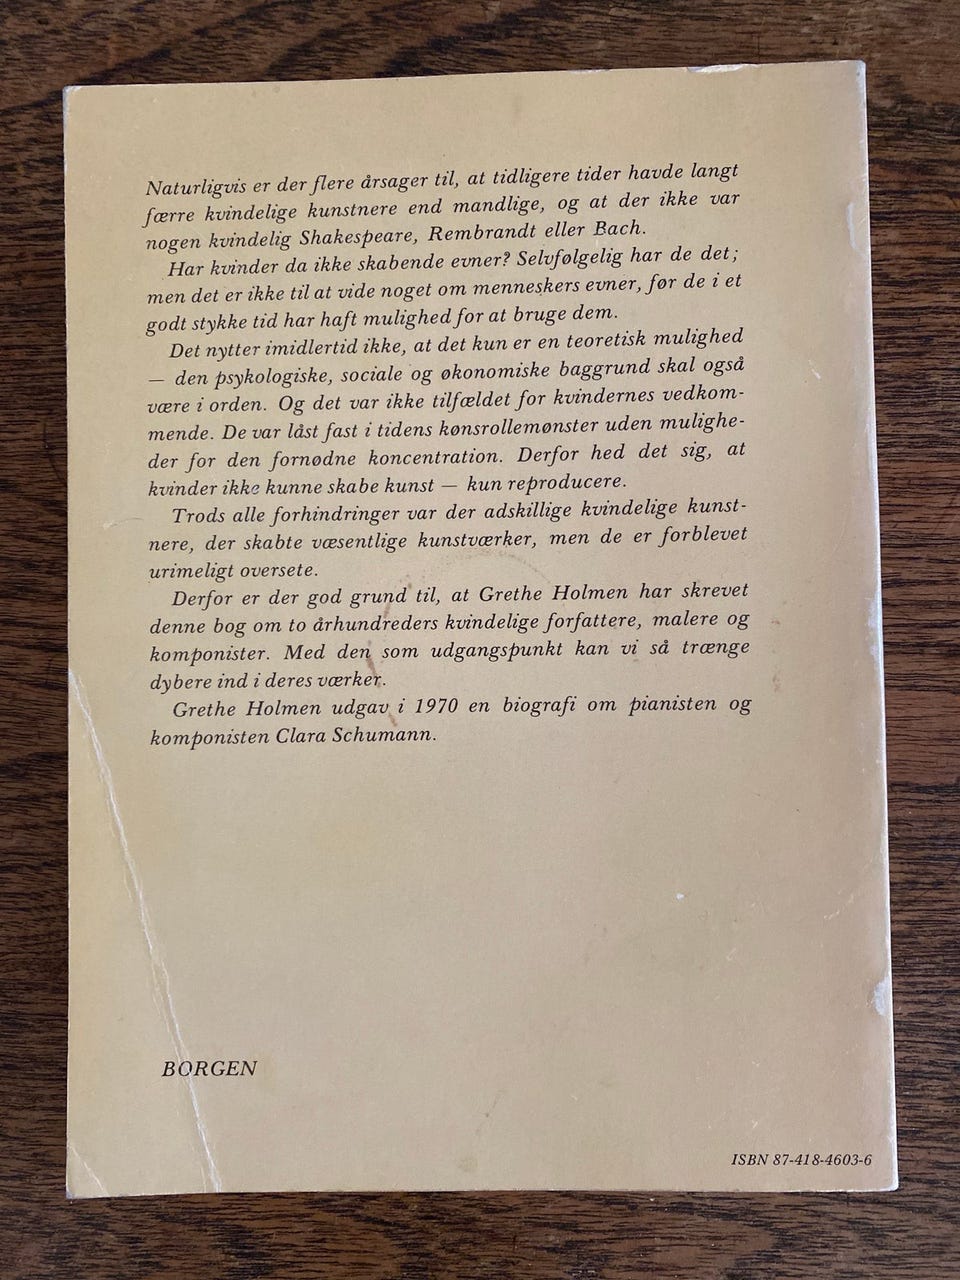 Naturligvis er der flere årsager til, at tidligere tider havde langt
færre kvindelige kunstnere end mandlige, og at der ikke var
nogen kvindelig Shakespeare, Rembrandt eller Bach.
Har kvinder da ikke skabende evner? Selvfølgelig har de det;
men det er ikke til at vide noget om menneskers evner, før de i et
godt stykke tid har haft mulighed for at bruge dem.
Det nytter imidlertid ikke, at det kun er en teoretisk mulighed
— den psykologiske, sociale og økonomiske baggrund skal også
være i orden. Og det var ikke tilfældet for kvindernes vedkom-
mende. De var låst fast i tidens kønsrollemønster uden mulighe-
der for den fornødne koncentration. Derfor hed det sig, at
kvinder ikke kunne skabe kunst — kun reproducere.
Trods alle forhindringer var der adskillige kvindelige kunst-
nere, der skabte væsentlige kunstværker, men de er forblevet
urimeligt oversete.
Derfor er der god grund til, at Grethe Holmen har skrevet
denne bog om to århundreders kvindelige forfattere, malere og
komponister. Med den som udgangspunkt kan vi så trænge
dybere ind i deres værker.
Grethe Holmen udgav i 1970 en biografi om pianisten og
komponisten Clara Schumann.
BORGEN
ISBN 87-418-4603-6